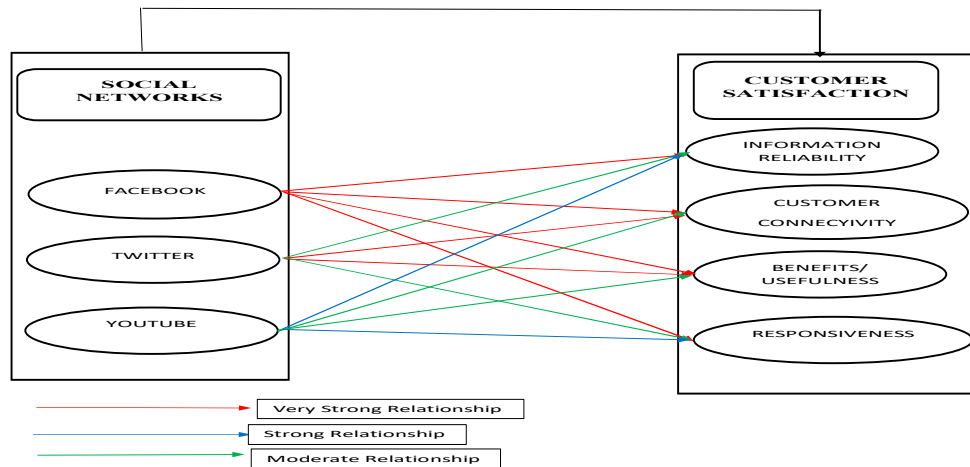 SOCIAL
NETWORKS
FACEBOOK
TWITTER
YOUTUBE
CUSTOMER
SATISFACTION
INFORMATION
RELIABILITY
CUSTOMER
CONNECYIVITY
BENEFITS/
USEFULNESS
RESPONSIVENESS
Very Strong Relationship
Strong Relationship
Moderate Relationship